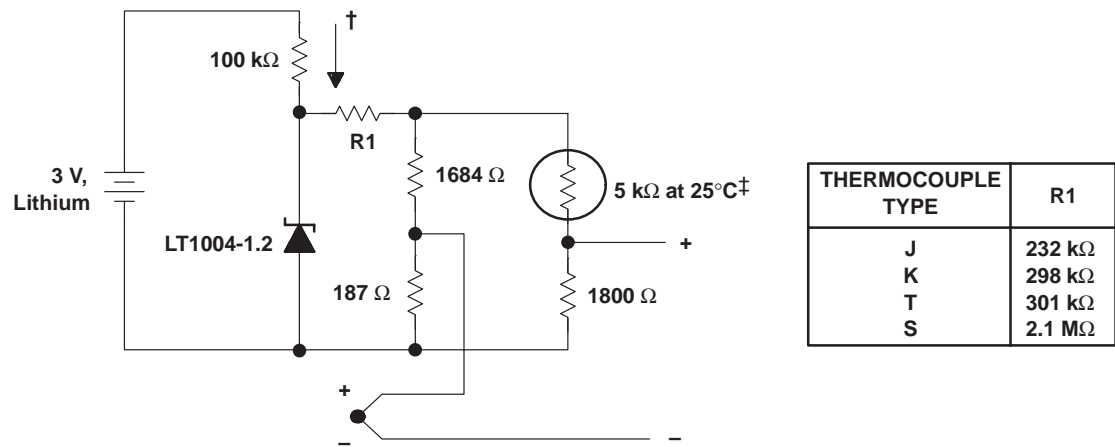 †
100 kΩ
R1
3 V,
Lithium
1684 Ω
5 kΩ at 25°C‡
LT1004-1.2
+
187 Ω
1800 Ω
+
−
−
THERMOCOUPLE
TYPE
R1
J 232 kΩ
K 298 kΩ
T 301 kΩ
S 2.1 MΩ